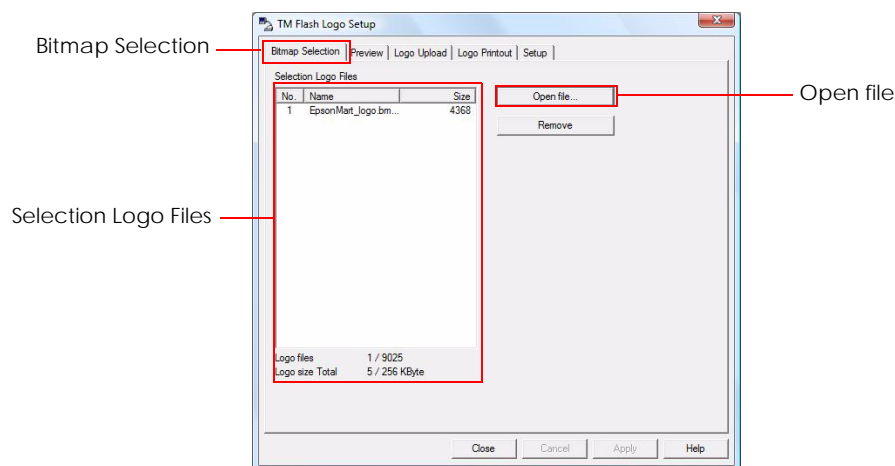 TM Flash Logo Setup
Bitmap Selection
Bitmap Selection Preview Logo Upload Logo Printout Setup
Selection Logo Files
No. Name Size
1 EpsonMart_logo.bm... 4368
Open file...
Open file
Remove
Selection Logo Files
Logo files 1 / 9025
Logo size Total 5 / 256 KByte
Close Cancel Apply Help